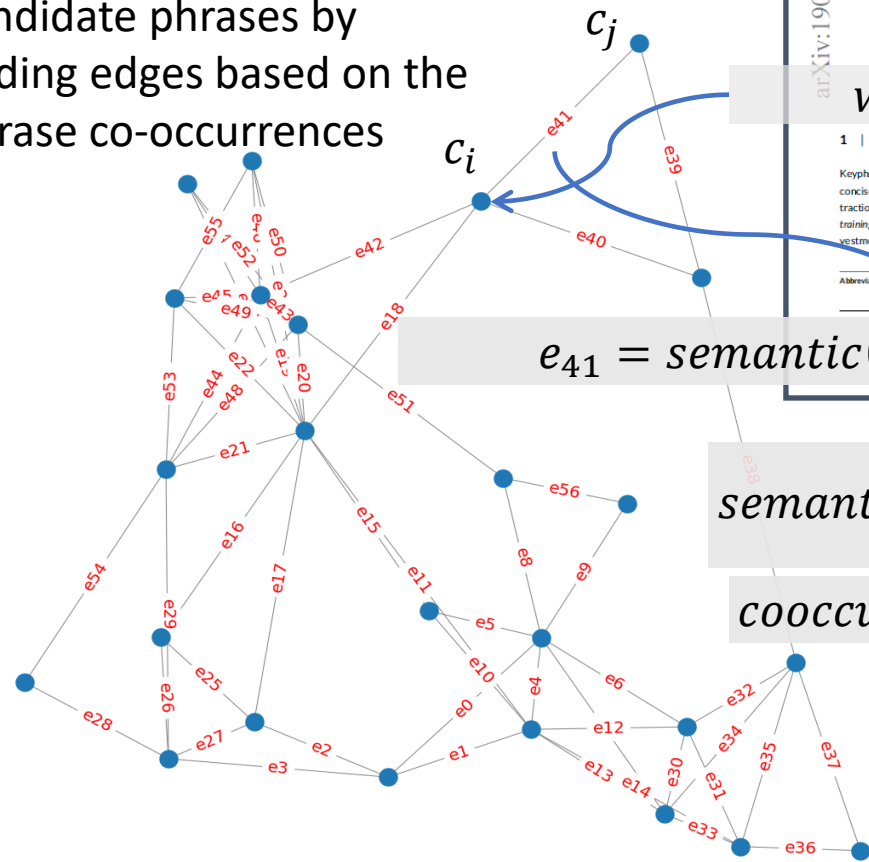 ndidate phrases by
ding edges based on the
rase co-occurrences
c_j
c_i
arXiv:190
1 |
Keyph
concis
tractio
training
vestme
Abbrevia
e41
e39
e55
e50
e52
e42
e40
e45
e49
e43
e18
e22
e20
e53
e44
e48
e_41 = semantic(
e51
e21
e38
semant
e56
e16
e15
e8
e54
e17
e11
e9
cooccu
e29
e5
e25
e10
e26
e4
e6
e32
e28
e0
e27
e2
e12
e34
e35
e37
e3
e1
e13
e30
e14
e31
e33
e36